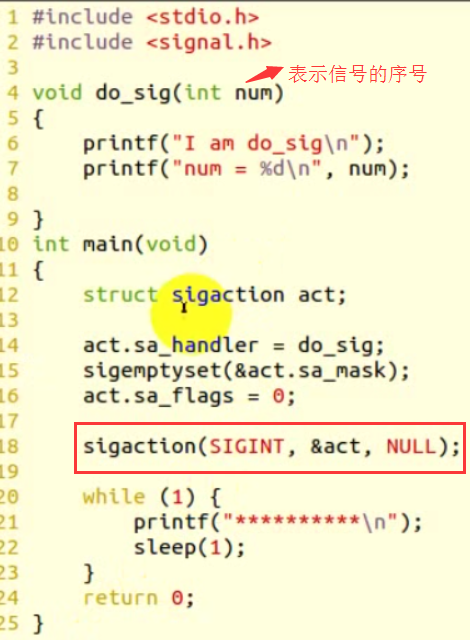 1 #include <stdio.h>
2 #include <signal.h>
3
表示信号的序号
4 void do_sig(int num)
5 {
6     printf("I am do_sig\n");
7     printf("num = %d\n", num);
8
9 }
10 int main(void)
11 {
12     struct sigaction act;
13
14     act.sa_handler = do_sig;
15     sigemptyset(&act.sa_mask);
16     act.sa_flags = 0;
17
18     sigaction(SIGINT, &act, NULL);
19
20     while (1) {
21         printf("**********\n");
22         sleep(1);
23     }
24     return 0;
25 }